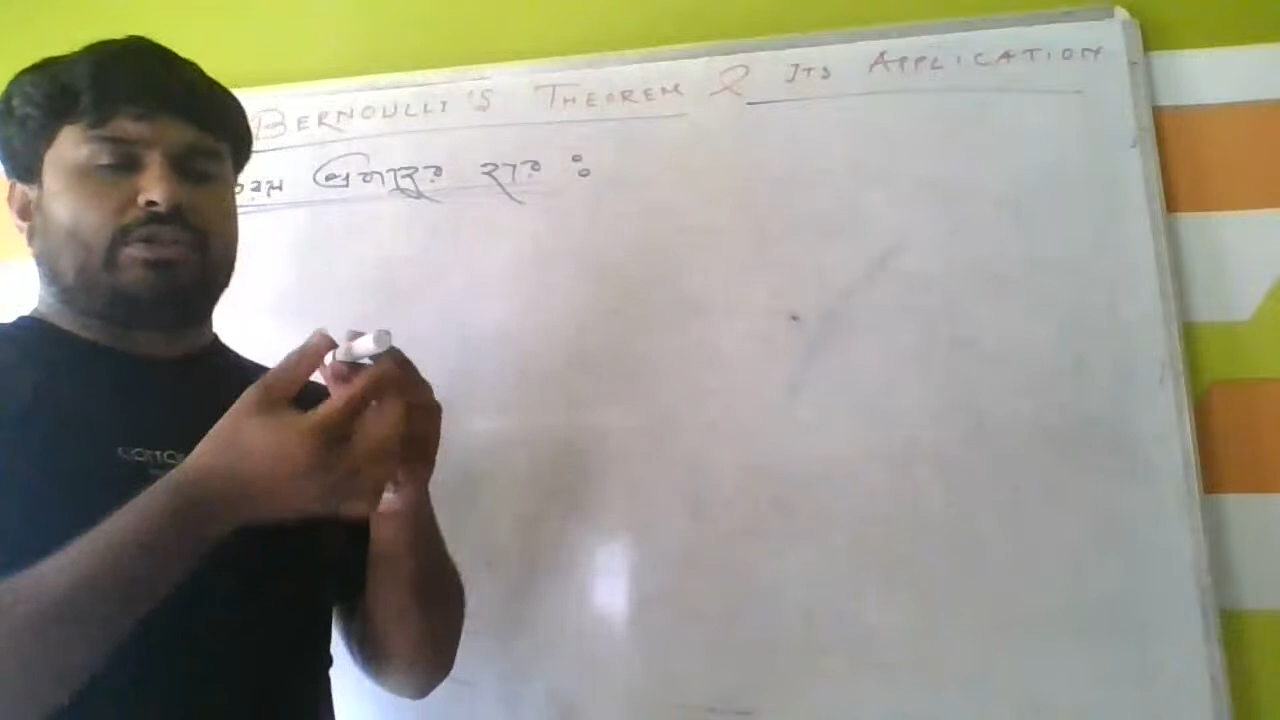 BERNOULLI'S THEOREM & ITS APPLICATION
প্রবাহের হার :